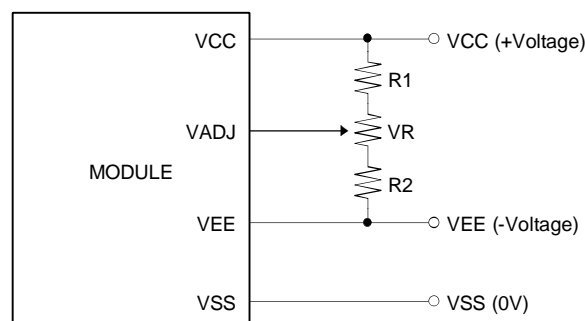 VCC
VCC (+Voltage)
R1
VADJ
VR
MODULE
R2
VEE
VEE (-Voltage)
VSS
VSS (0V)